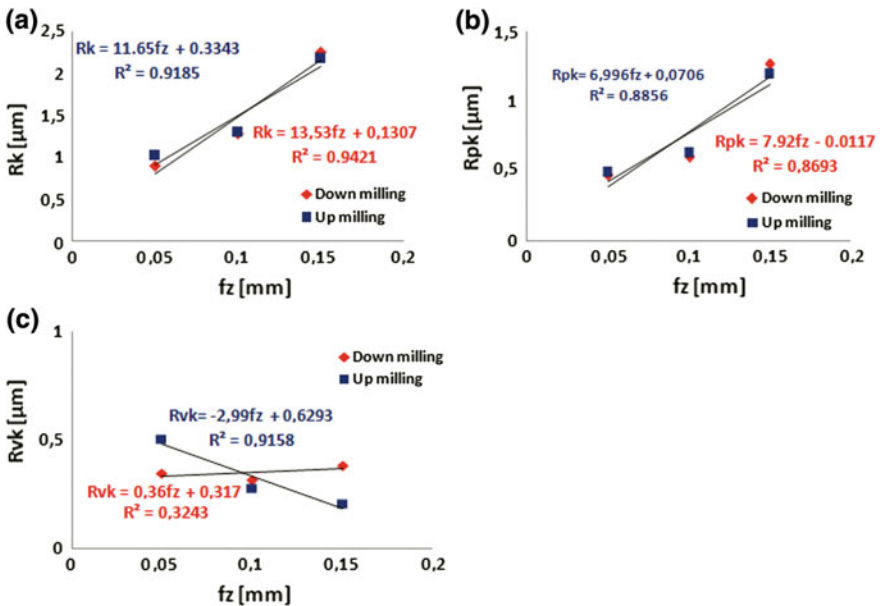 (a)
2,5
2
1,5
1
0,5
0
Rk [µm]
Rk = 11.65fz + 0.3343
R² = 0.9185
Rk = 13,53fz + 0,1307
R² = 0.9421
Down milling
Up milling
0 0,05 0,1 0,15 0,2
fz [mm]
(b)
1,5
1
0,5
0
Rpk [µm]
Rpk= 6,996fz + 0,0706
R² = 0.8856
Rpk = 7.92fz - 0.0117
R² = 0,8693
Down milling
Up milling
0 0,05 0,1 0,15 0,2
fz [mm]
(c)
1
0,5
0
Rvk [µm]
Down milling
Up milling
Rvk= -2,99fz + 0,6293
R² = 0,9158
Rvk = 0,36fz + 0,317
R² = 0,3243
0 0,05 0,1 0,15 0,2
fz [mm]